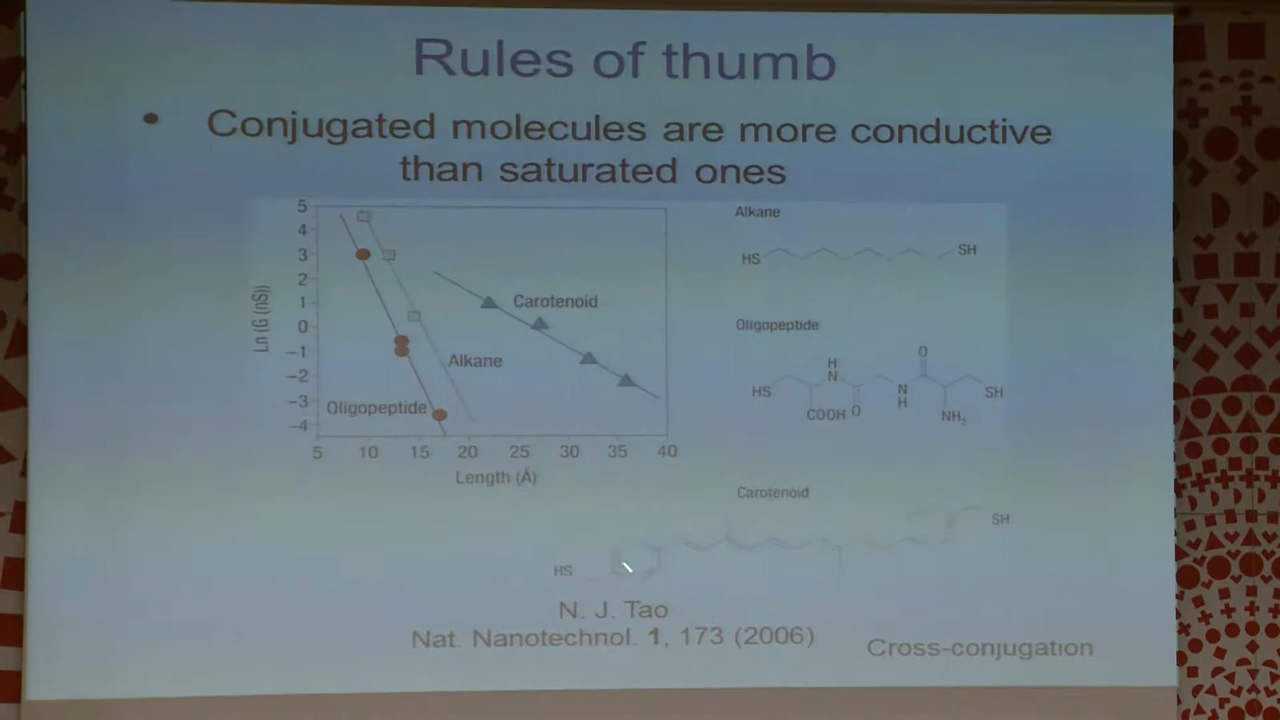 Rules of thumb
• Conjugated molecules are more conductive
than saturated ones
5
4
3
2
1
0
−1
−2
−3
−4
Ln (G (nS))
Carotenoid
Alkane
Oligopeptide
5 10 15 20 25 30 35 40
Length (Å)
Alkane
HS SH
Oligopeptide
O
H
N
HS N SH
H
COOH O NH₂
Carotenoid
SH
HS
N. J. Tao
Nat. Nanotechnol. 1, 173 (2006)
Cross-conjugation